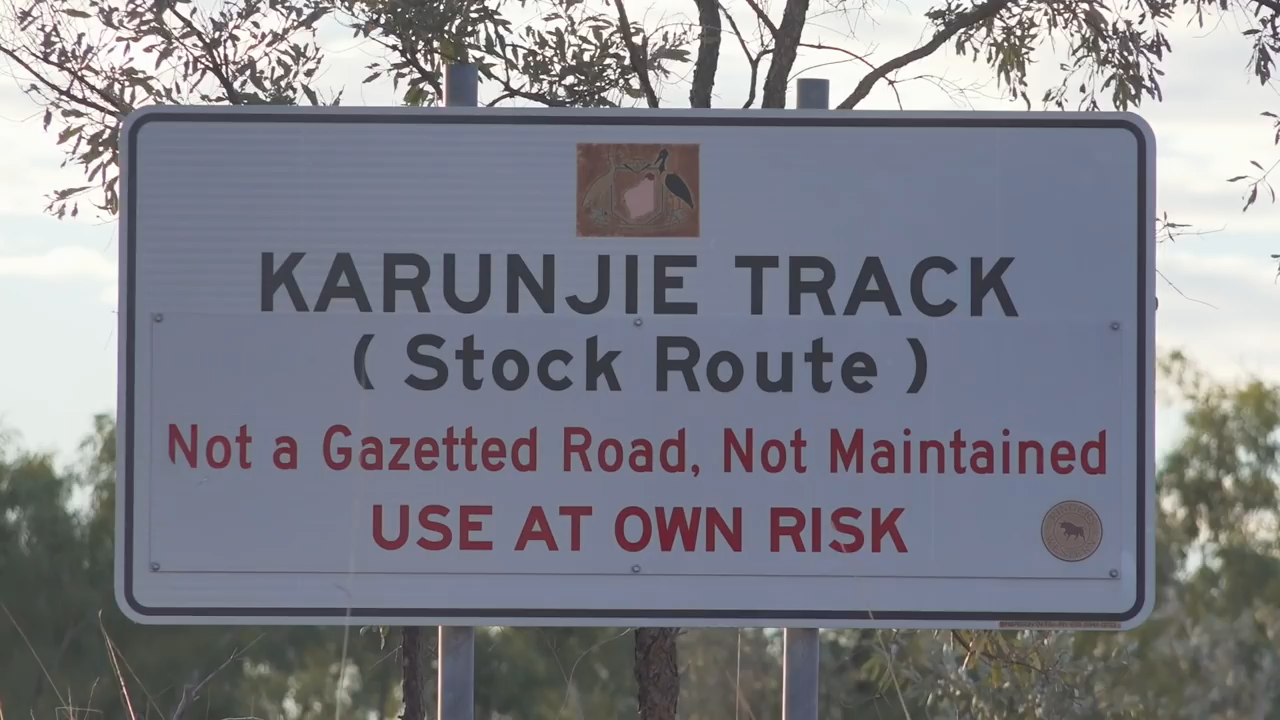 KARUNJIE TRACK
( Stock Route )
Not a Gazetted Road, Not Maintained
USE AT OWN RISK